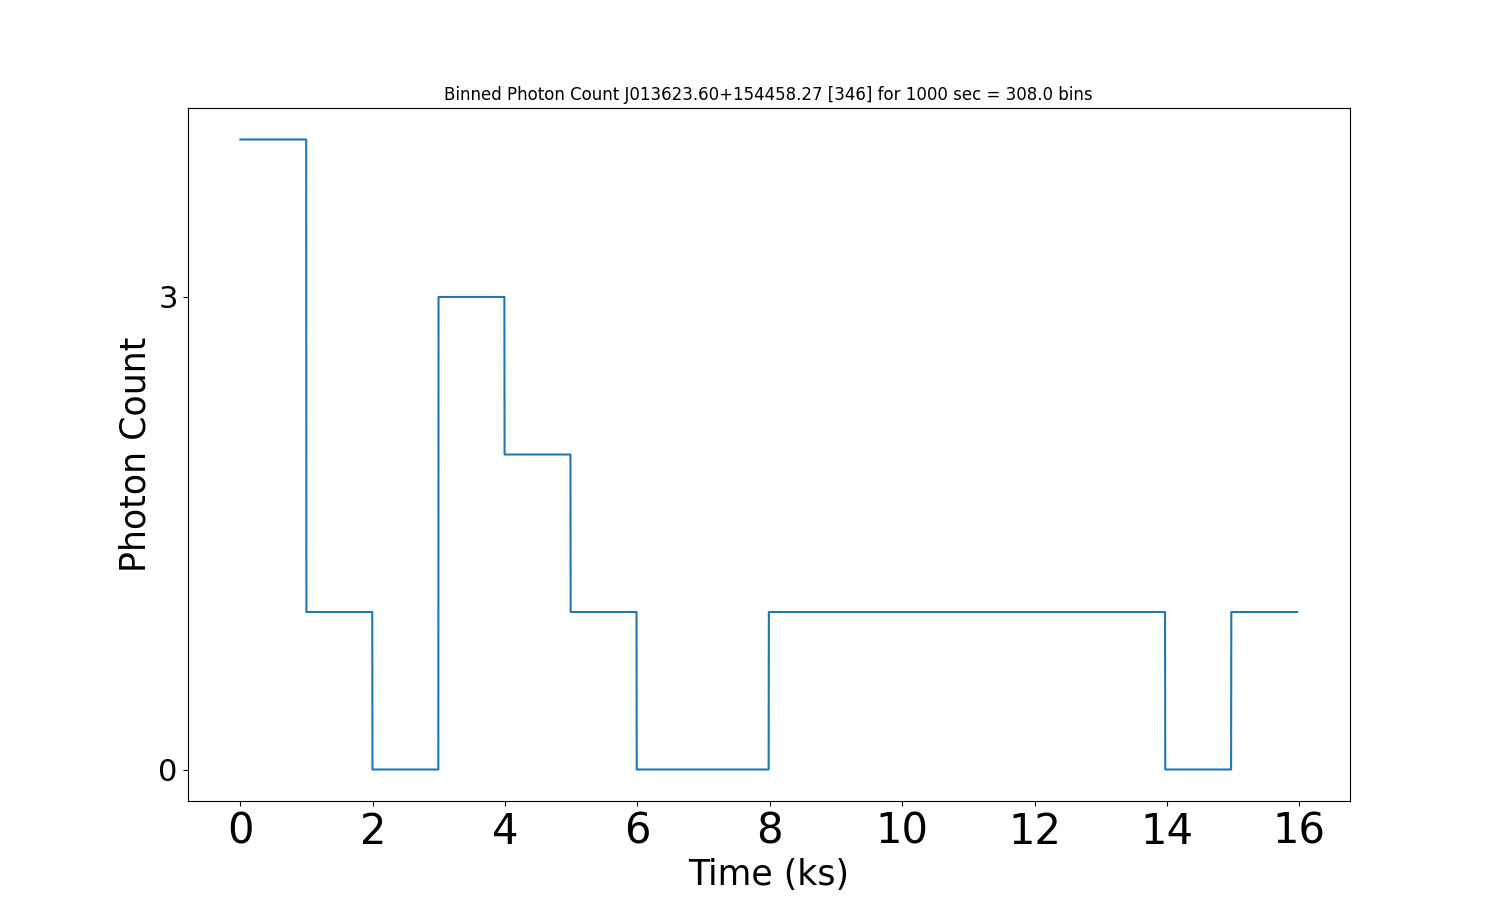 Binned Photon Count J013623.60+154458.27 [346] for 1000 sec = 308.0 bins
3
Photon Count
0
0 2 4 6 8 10 12 14 16
Time (ks)